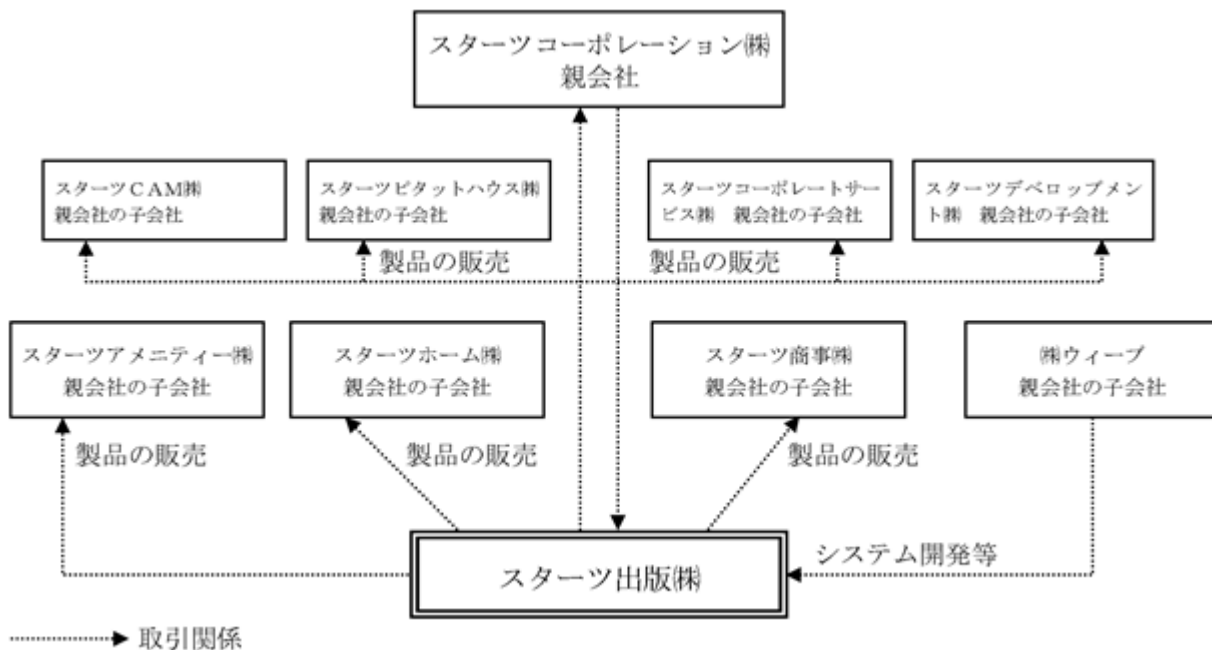 スターツコーポレーション㈱
親会社
スターツＣＡＭ㈱
親会社の子会社
スターツピタットハウス㈱
親会社の子会社
スターツコーポレートサー
ビス㈱　親会社の子会社
スターツデベロップメン
ト㈱　親会社の子会社
製品の販売
製品の販売
スターツアメニティー㈱
親会社の子会社
スターツホーム㈱
親会社の子会社
スターツ商事㈱
親会社の子会社
㈱ウィーブ
親会社の子会社
製品の販売
製品の販売
製品の販売
システム開発等
スターツ出版㈱
取引関係